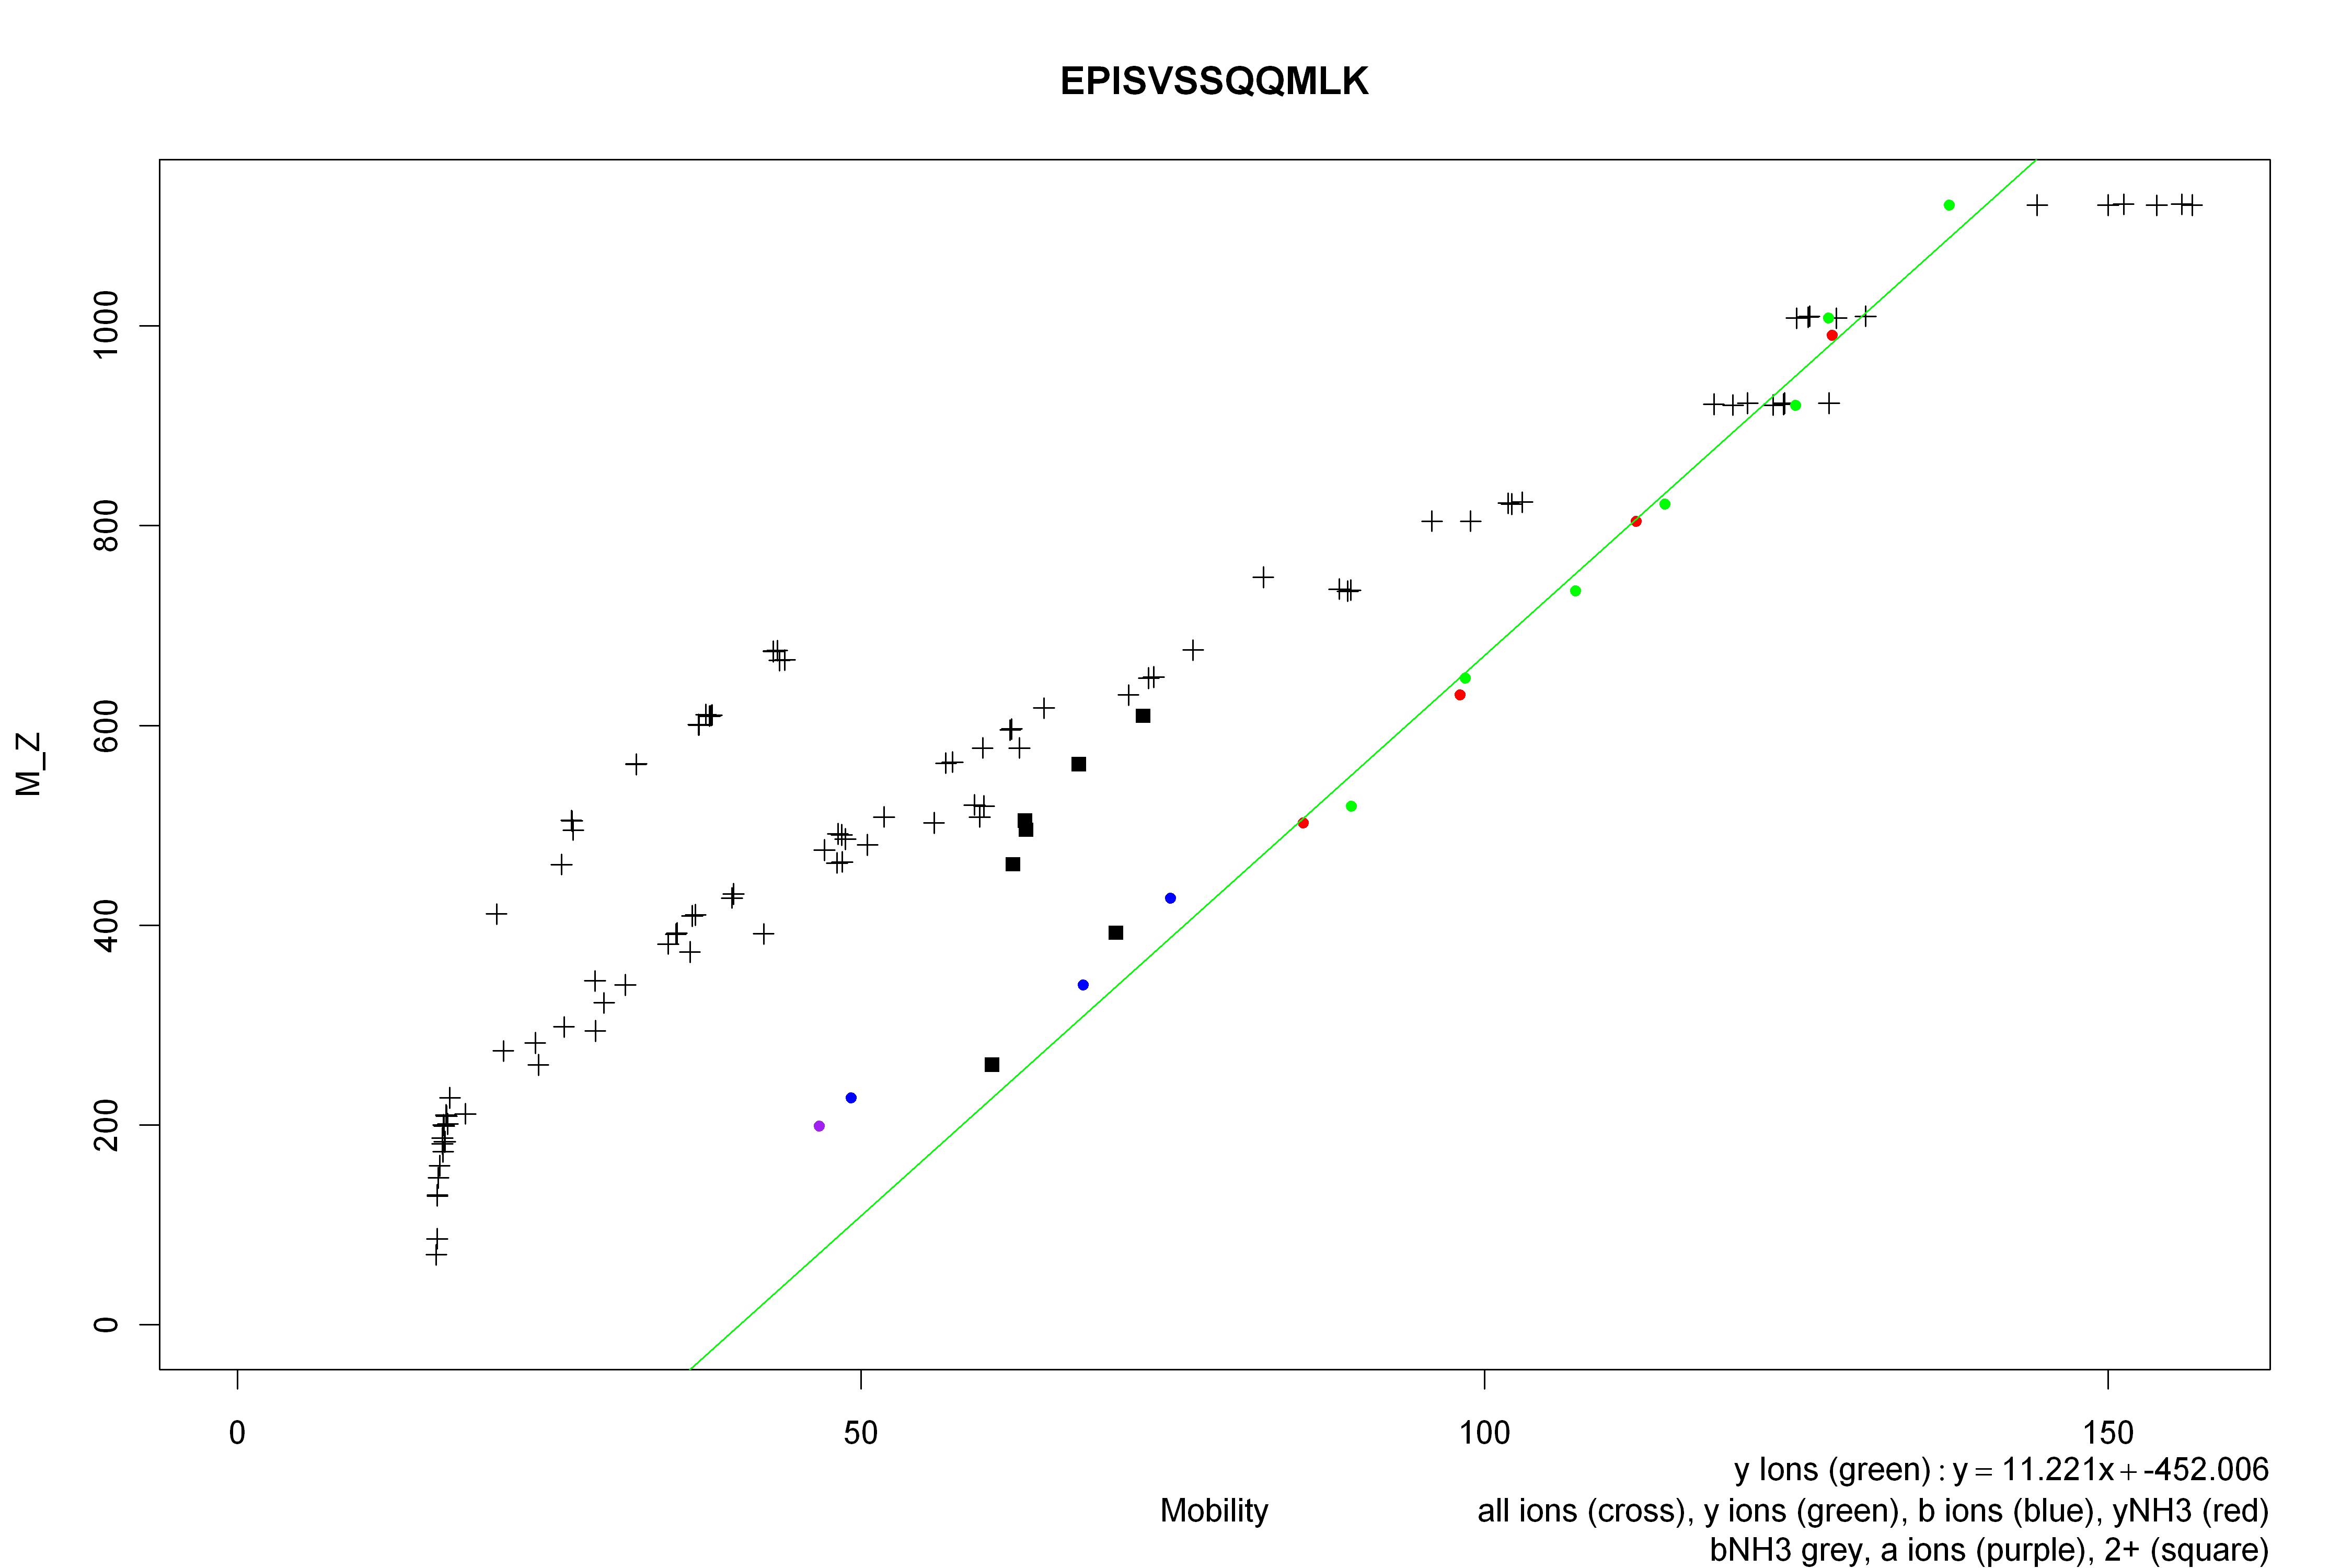 EPISVSSQQMLK
M_Z
1000
800
600
400
200
0
0 50 100 150
y Ions (green) : y = 11.221x + -452.006
Mobility
all ions (cross), y ions (green), b ions (blue), yNH3 (red)
bNH3 grey, a ions (purple), 2+ (square)